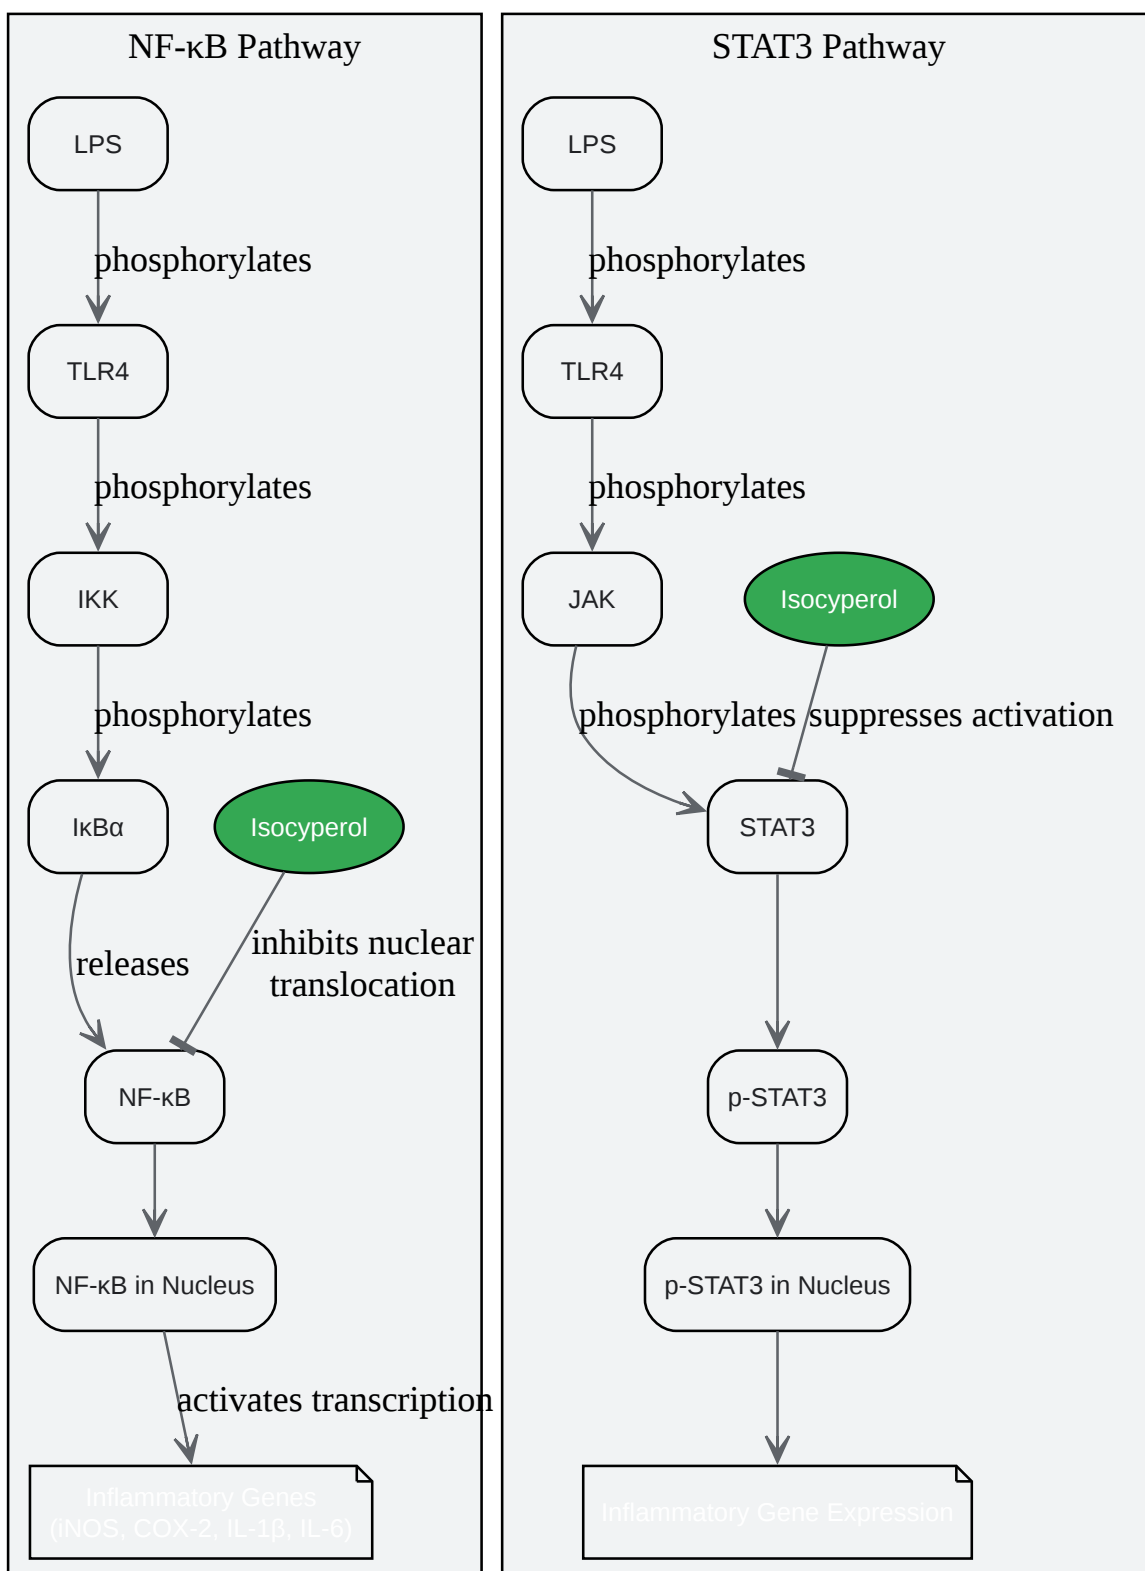 NF-κB Pathway
LPS
phosphorylates
TLR4
phosphorylates
IKK
phosphorylates
IκBα
Isocyperol
releases
inhibits nuclear
translocation
NF-κB
NF-κB in Nucleus
activates transcription
Inflammatory Genes
(iNOS, COX-2, IL-1β, IL-6)
STAT3 Pathway
LPS
phosphorylates
TLR4
phosphorylates
JAK
Isocyperol
phosphorylates
suppresses activation
STAT3
p-STAT3
p-STAT3 in Nucleus
Inflammatory Gene Expression